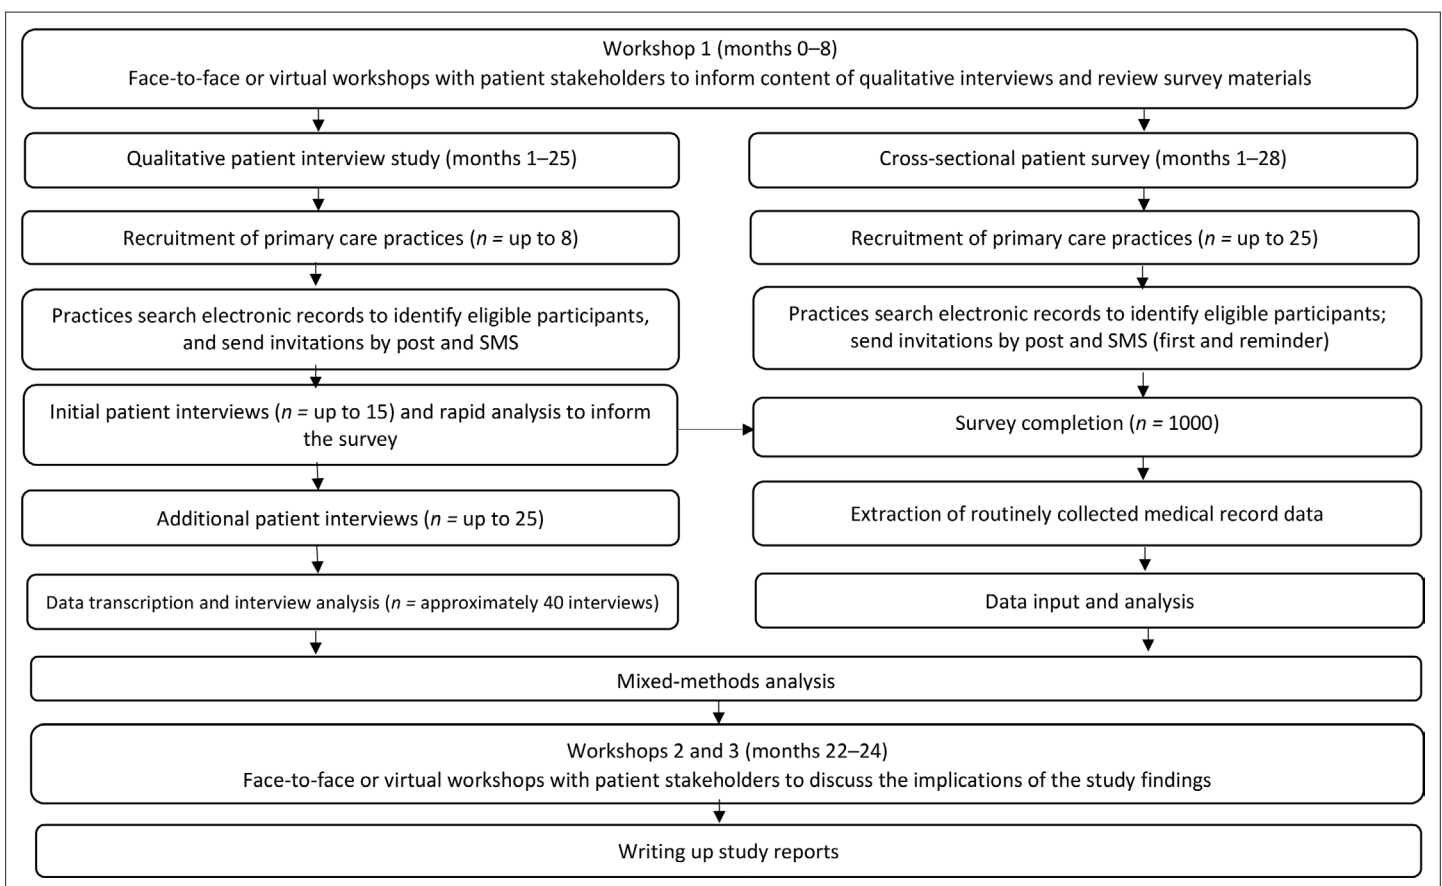 Workshop 1 (months 0–8)
Face-to-face or virtual workshops with patient stakeholders to inform content of qualitative interviews and review survey materials
Qualitative patient interview study (months 1–25)
Cross-sectional patient survey (months 1–28)
Recruitment of primary care practices (n = up to 8)
Recruitment of primary care practices (n = up to 25)
Practices search electronic records to identify eligible participants,
and send invitations by post and SMS
Practices search electronic records to identify eligible participants;
send invitations by post and SMS (first and reminder)
Initial patient interviews (n = up to 15) and rapid analysis to inform
the survey
Survey completion (n = 1000)
Additional patient interviews (n = up to 25)
Extraction of routinely collected medical record data
Data transcription and interview analysis (n = approximately 40 interviews)
Data input and analysis
Mixed-methods analysis
Workshops 2 and 3 (months 22–24)
Face-to-face or virtual workshops with patient stakeholders to discuss the implications of the study findings
Writing up study reports